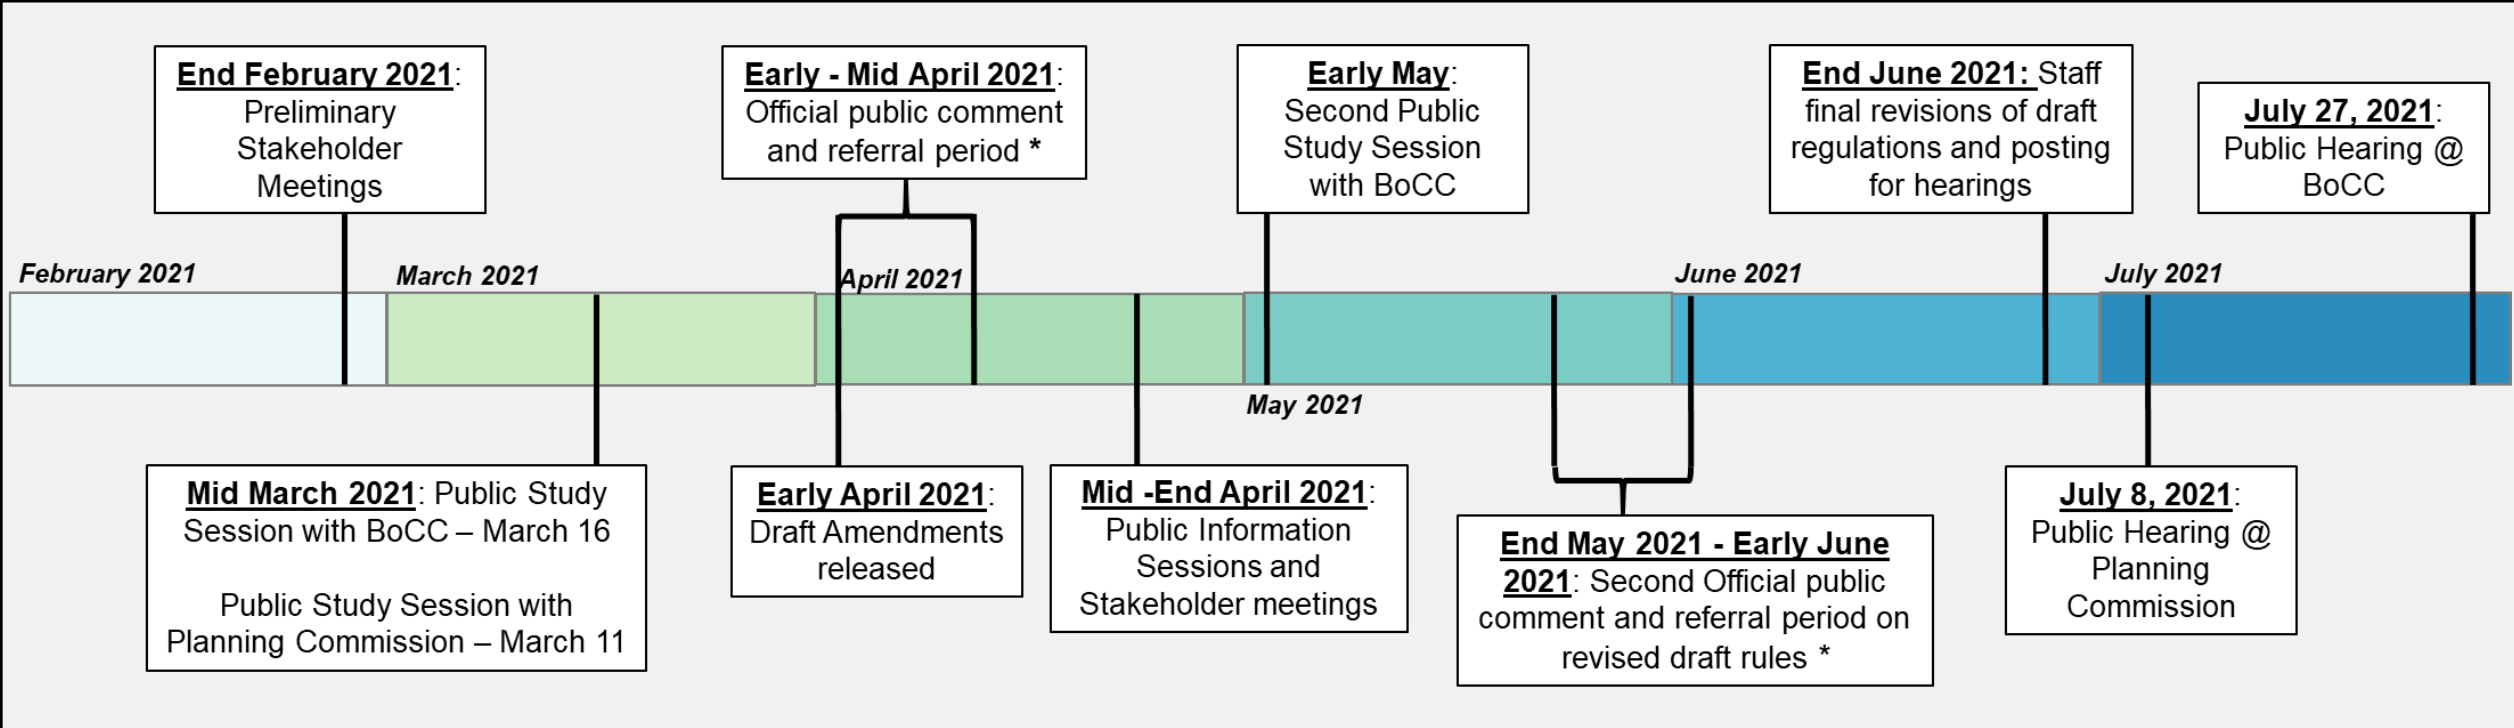 End February 2021:
Preliminary
Stakeholder
Meetings
Early - Mid April 2021:
Official public comment
and referral period *
Early May:
Second Public
Study Session
with BoCC
End June 2021: Staff
final revisions of draft
regulations and posting
for hearings
July 27, 2021:
Public Hearing @
BoCC
February 2021
March 2021
April 2021
May 2021
June 2021
July 2021
Mid March 2021: Public Study
Session with BoCC – March 16
Public Study Session with
Planning Commission – March 11
Early April 2021:
Draft Amendments
released
Mid -End April 2021:
Public Information
Sessions and
Stakeholder meetings
End May 2021 - Early June
2021: Second Official public
comment and referral period on
revised draft rules *
July 8, 2021:
Public Hearing @
Planning
Commission